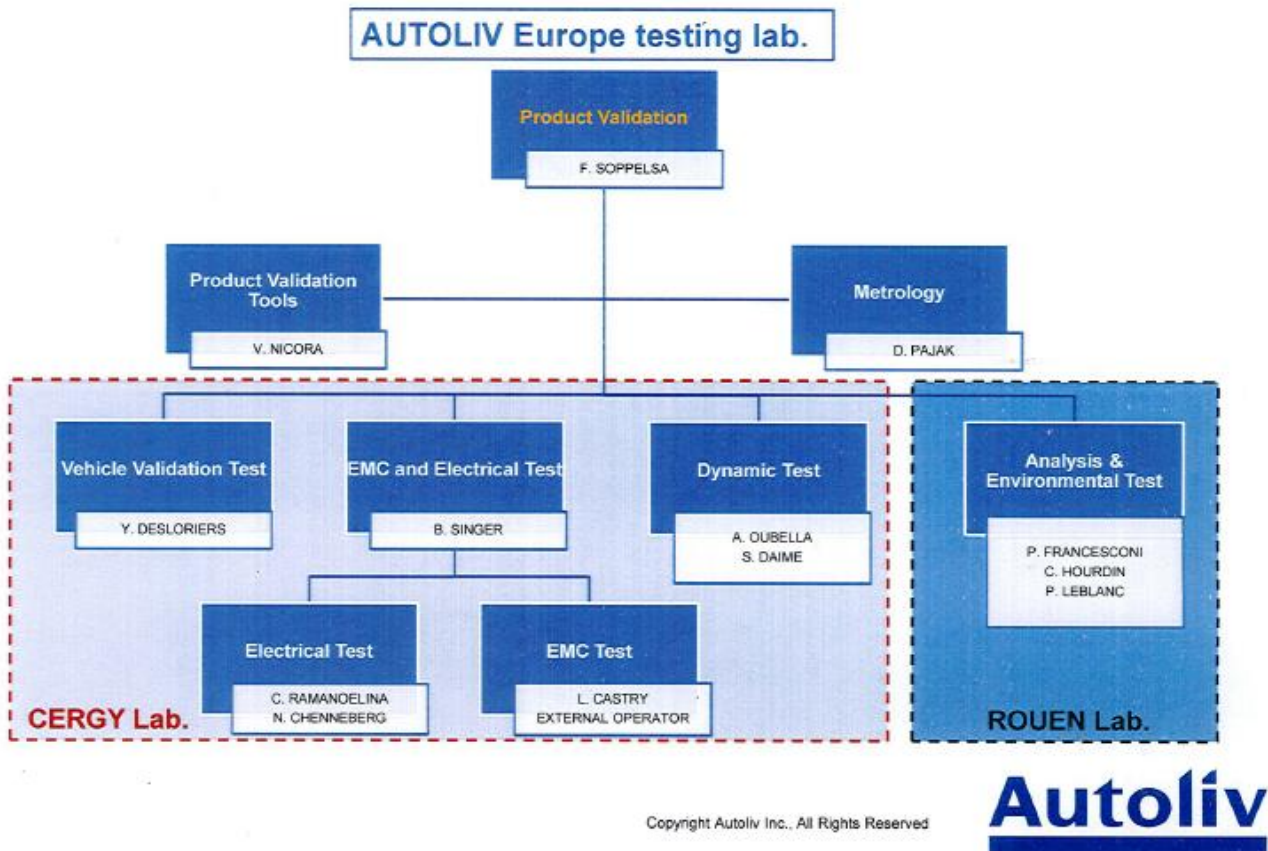 AUTOLIV Europe testing lab.
Product Validation
F. SOPPELSA
Product Validation
Tools
V. NICORA
Metrology
D. PAJAK
Vehicle Validation Test
Y. DESLORIERS
EMC and Electrical Test
B. SINGER
Dynamic Test
A. OUBELLA
S. DAIME
Analysis &
Environmental Test
P. FRANCESCONI
C. HOURDIN
P. LEBLANC
Electrical Test
C. RAMANOELINA
N. CHENNEBERG
EMC Test
L. CASTRY
EXTERNAL OPERATOR
CERGY Lab.
ROUEN Lab.
Copyright Autoliv Inc., All Rights Reserved
Autoliv